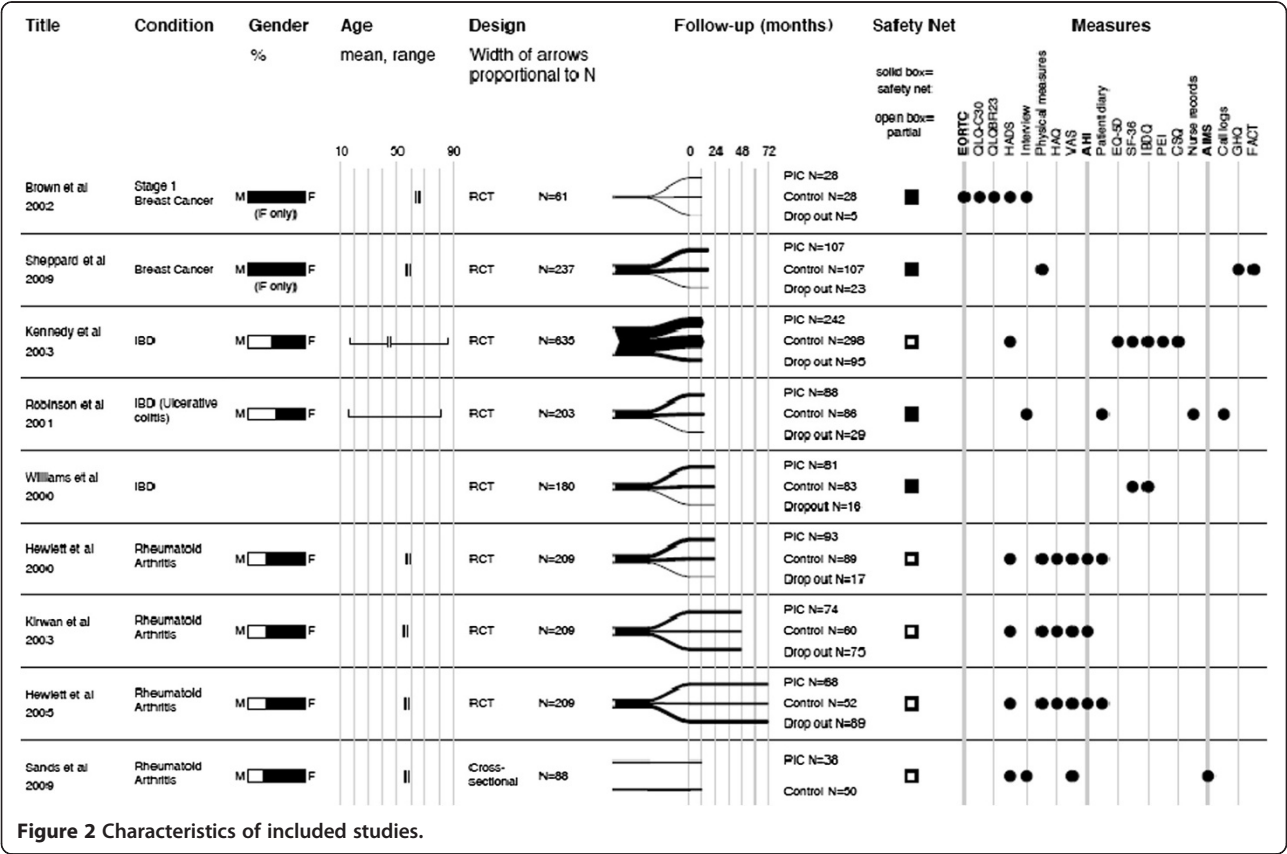 Title Condition Gender Age Design Follow-up (months) Safety Net Measures
% mean, range Width of arrows
proportional to N
solid box=
safety net
open box=
partial
EORTC
QLQ-C30
QLQBR23
HADS
Interview
Physical measures
HAQ
VAS
AHI
Patient diary
EQ-5D
SF-36
IBDQ
PEI
CSQ
Nurse records
AIMS
Call logs
GHQ
FACT
10 50 90 0 24 48 72
Brown et al
2002
Stage 1
Breast Cancer
M F
(F only)
RCT N=61
PIC N=28
Control N=28
Drop out N=5
Sheppard et al
2009
Breast Cancer
M F
(F only)
RCT N=237
PIC N=107
Control N=107
Drop out N=23
Kennedy et al
2003
IBD
M F
RCT N=635
PIC N=242
Control N=298
Drop out N=95
Robinson et al
2001
IBD (Ulcerative
colitis)
M F
RCT N=203
PIC N=88
Control N=86
Drop out N=29
Williams et al
2000
IBD
RCT N=180
PIC N=81
Control N=83
Dropout N=16
Hewlett et al
2000
Rheumatoid
Arthritis
M F
RCT N=209
PIC N=93
Control N=89
Drop out N=17
Kirwan et al
2003
Rheumatoid
Arthritis
M F
RCT N=209
PIC N=74
Control N=60
Drop out N=75
Hewlett et al
2005
Rheumatoid
Arthritis
M F
RCT N=209
PIC N=68
Control N=52
Drop out N=89
Sands et al
2009
Rheumatoid
Arthritis
M F
Cross-
sectional
N=88
PIC N=38
Control N=50
Figure 2 Characteristics of included studies.